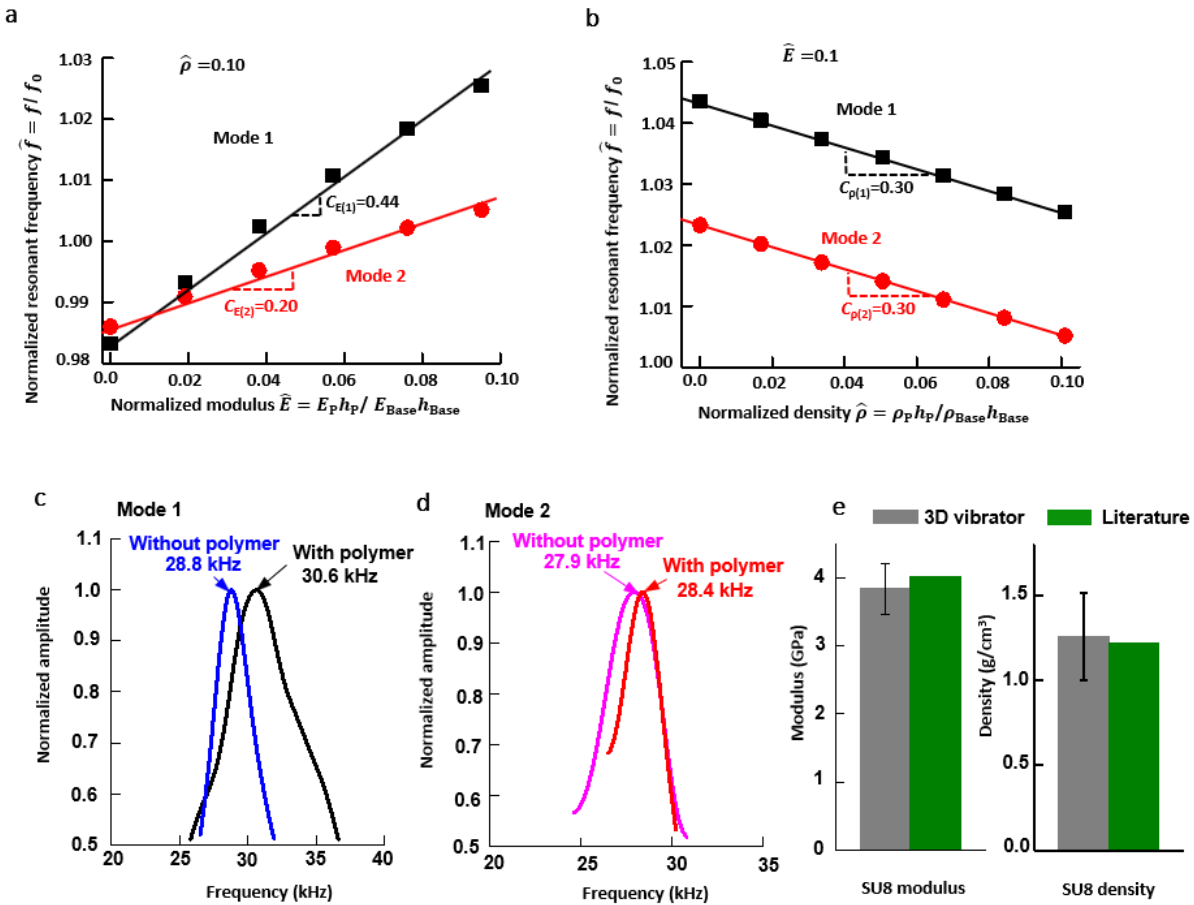 a
Normalized resonant frequency f̂ = f/ f₀
1.03
1.02
1.01
1.00
0.99
0.98
ρ̂ =0.10
Mode 1
C_E(1)=0.44
Mode 2
C_E(2)=0.20
0.0
0.02
0.04
0.06
0.08
0.10
Normalized modulus Ê = E_P h_P/ E_Base h_Base
b
Normalized resonant frequency f̂ = f/ f₀
1.05
1.04
1.03
1.02
1.01
1.00
Ê =0.1
Mode 1
C_ρ(1)=0.30
Mode 2
C_ρ(2)=0.30
0.00
0.02
0.04
0.06
0.08
0.10
Normalized density ρ̂ = ρ_P h_P/ρ_Base h_Base
c
Mode 1
Normalized amplitude
1.1
1.0
0.9
0.8
0.7
0.6
0.5
Without polymer
28.8 kHz
With polymer
30.6 kHz
20
25
30
35
40
Frequency (kHz)
d
Mode 2
Normalized amplitude
1.1
1.0
0.9
0.8
0.7
0.6
0.5
Without polymer
27.9 kHz
With polymer
28.4 kHz
20
25
30
35
Frequency (kHz)
e
3D vibrator
Literature
Modulus (GPa)
4
3
2
1
0
SU8 modulus
Density (g/cm³)
1.5
1.0
0.5
0.0
SU8 density